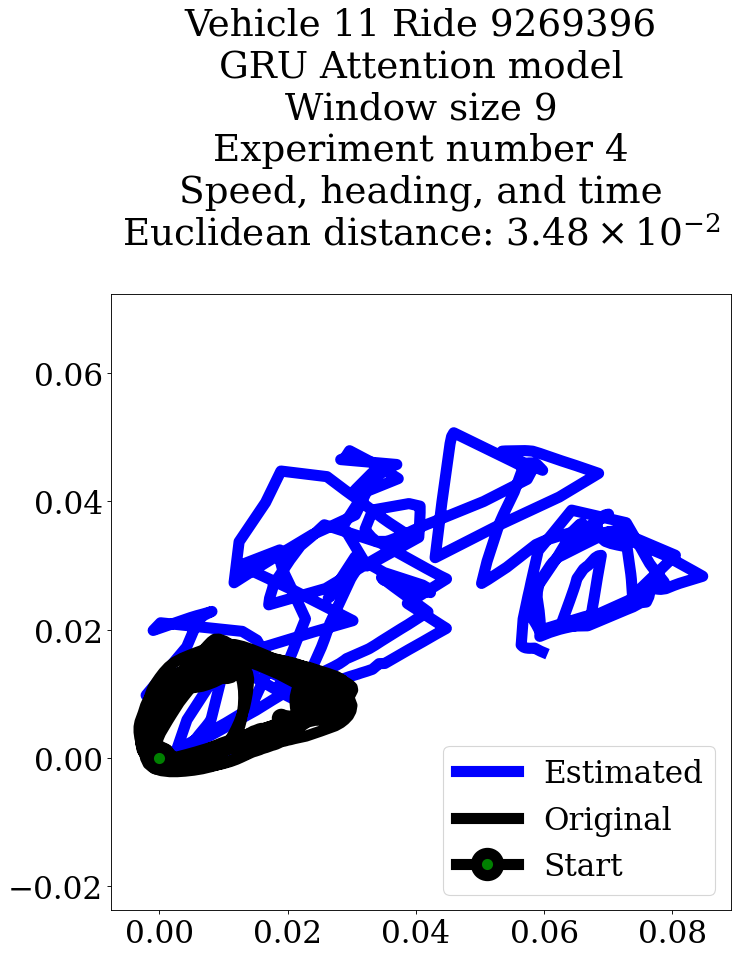 Vehicle 11 Ride 9269396
GRU Attention model
Window size 9
Experiment number 4
Speed, heading, and time
Euclidean distance: 3.48 × 10⁻²
0.06
0.04
0.02
0.00
−0.02
Estimated
Original
Start
0.00 0.02 0.04 0.06 0.08